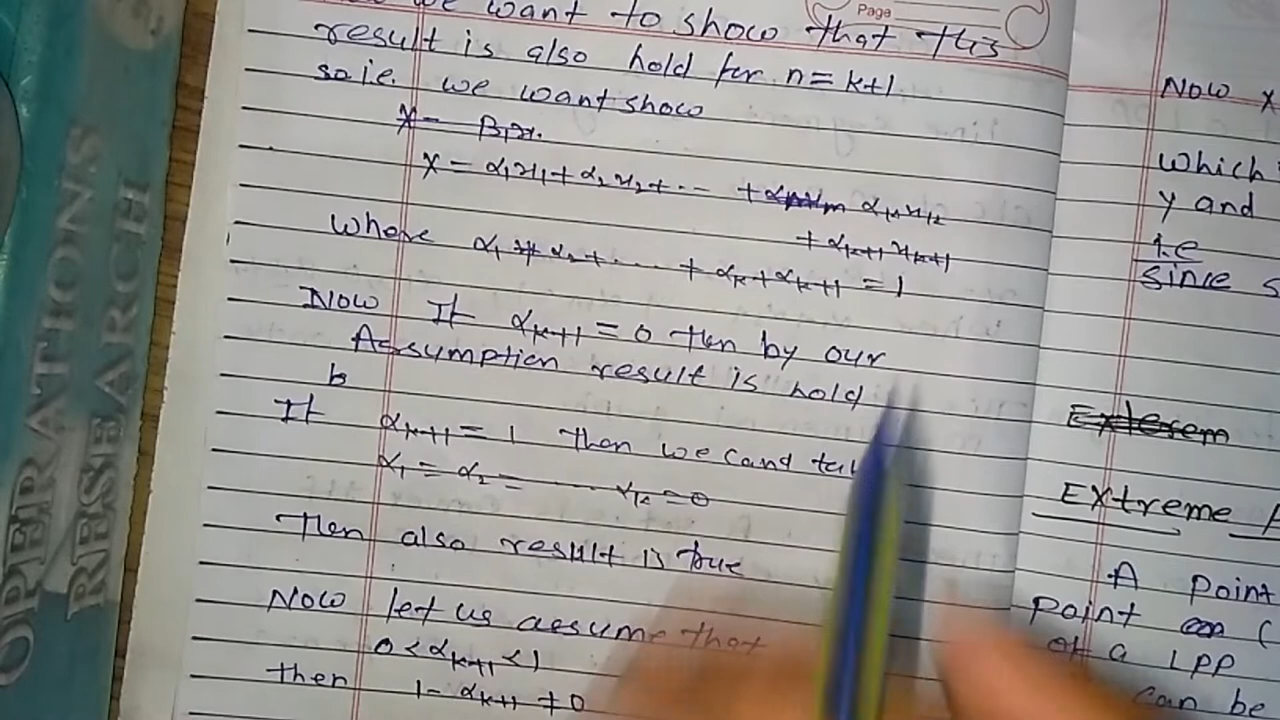 we want to show that this
Page
result is also hold for n = k+1.
so i.e. we want show
x = β₁x₁
x = α₁x₁ + α₂x₂ + ... + αₖxₖ
+ αₖ₊₁xₖ₊₁
where α₁ + α₂ + ... + αₖ + αₖ₊₁ = 1
Now If αₖ₊₁ = 0 then by our
Assumption result is hold
If αₖ₊₁ = 1 then we cand
α₁ = α₂ = ... αₖ = 0
Then also result is true
Now let us assume that
0 < αₖ₊₁ < 1
then 1 - αₖ₊₁ ≠ 0
Now x
which
y and
i.e
since s
Exterem
Extreme
A point
point (
of a LPP
can be
OPERATIONS
RESEARCH